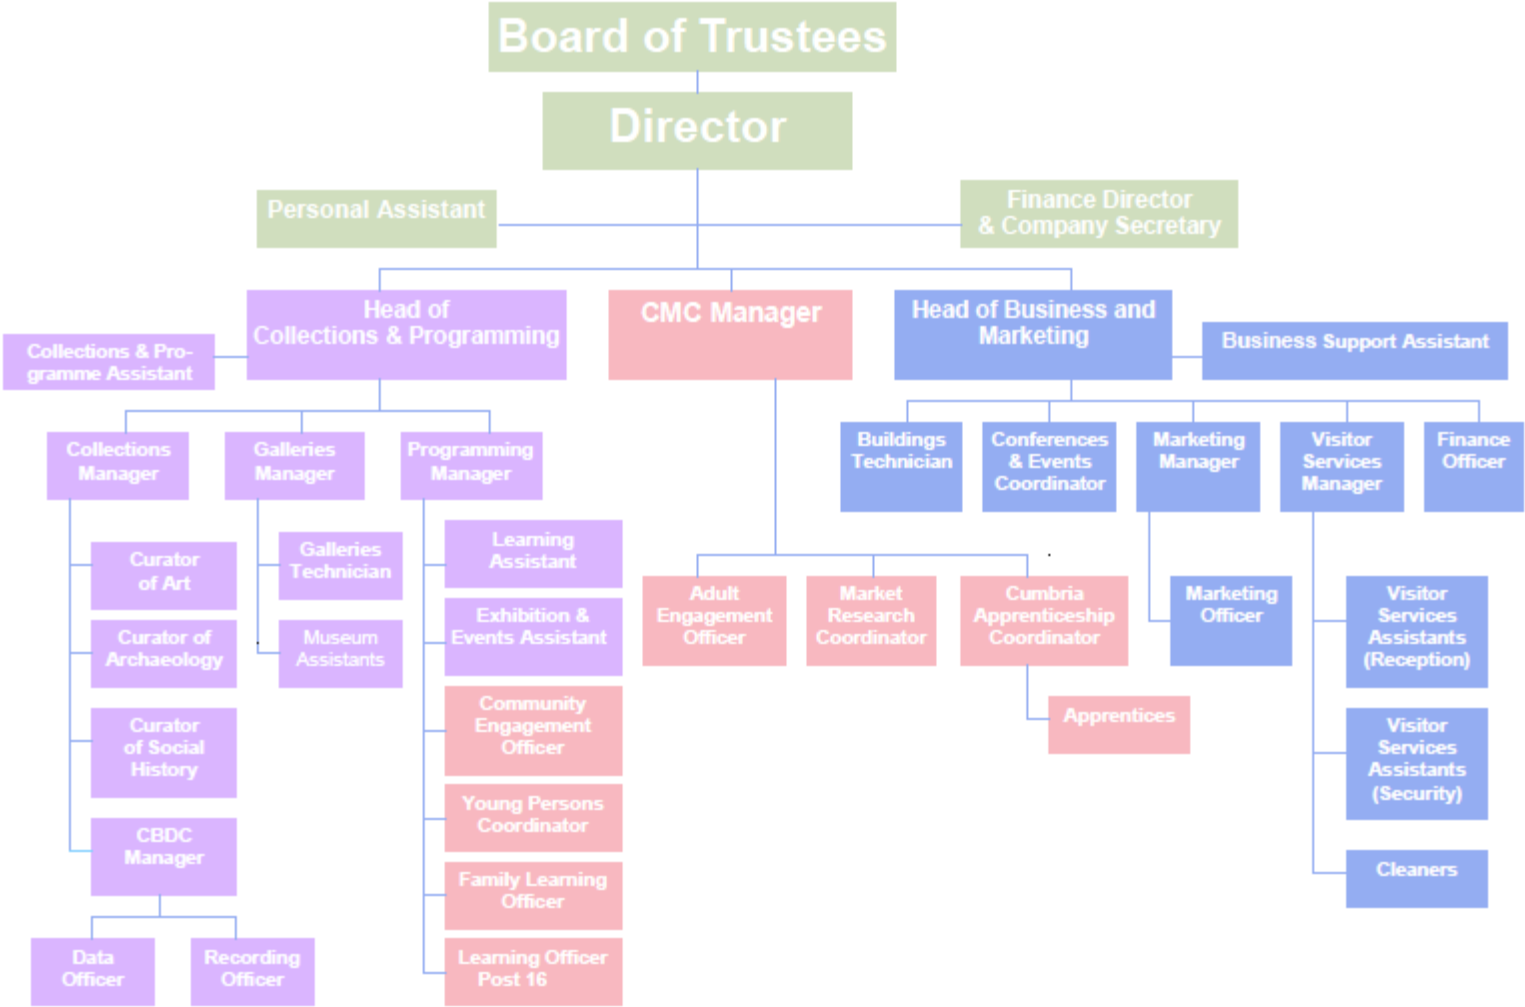 Board of Trustees
Director
Personal Assistant
Finance Director
& Company Secretary
Head of
Collections & Programming
CMC Manager
Head of Business and
Marketing
Collections & Pro-
gramme Assistant
Business Support Assistant
Collections
Manager
Galleries
Manager
Programming
Manager
Buildings
Technician
Conferences
& Events
Coordinator
Marketing
Manager
Visitor
Services
Manager
Finance
Officer
Curator
of Art
Curator of
Archaeology
Curator
of Social
History
CBDC
Manager
Data
Officer
Recording
Officer
Galleries
Technician
Museum
Assistants
Learning
Assistant
Exhibition &
Events Assistant
Community
Engagement
Officer
Young Persons
Coordinator
Family Learning
Officer
Learning Officer
Post 16
Adult
Engagement
Officer
Market
Research
Coordinator
Cumbria
Apprenticeship
Coordinator
Apprentices
Marketing
Officer
Visitor
Services
Assistants
(Reception)
Visitor
Services
Assistants
(Security)
Cleaners